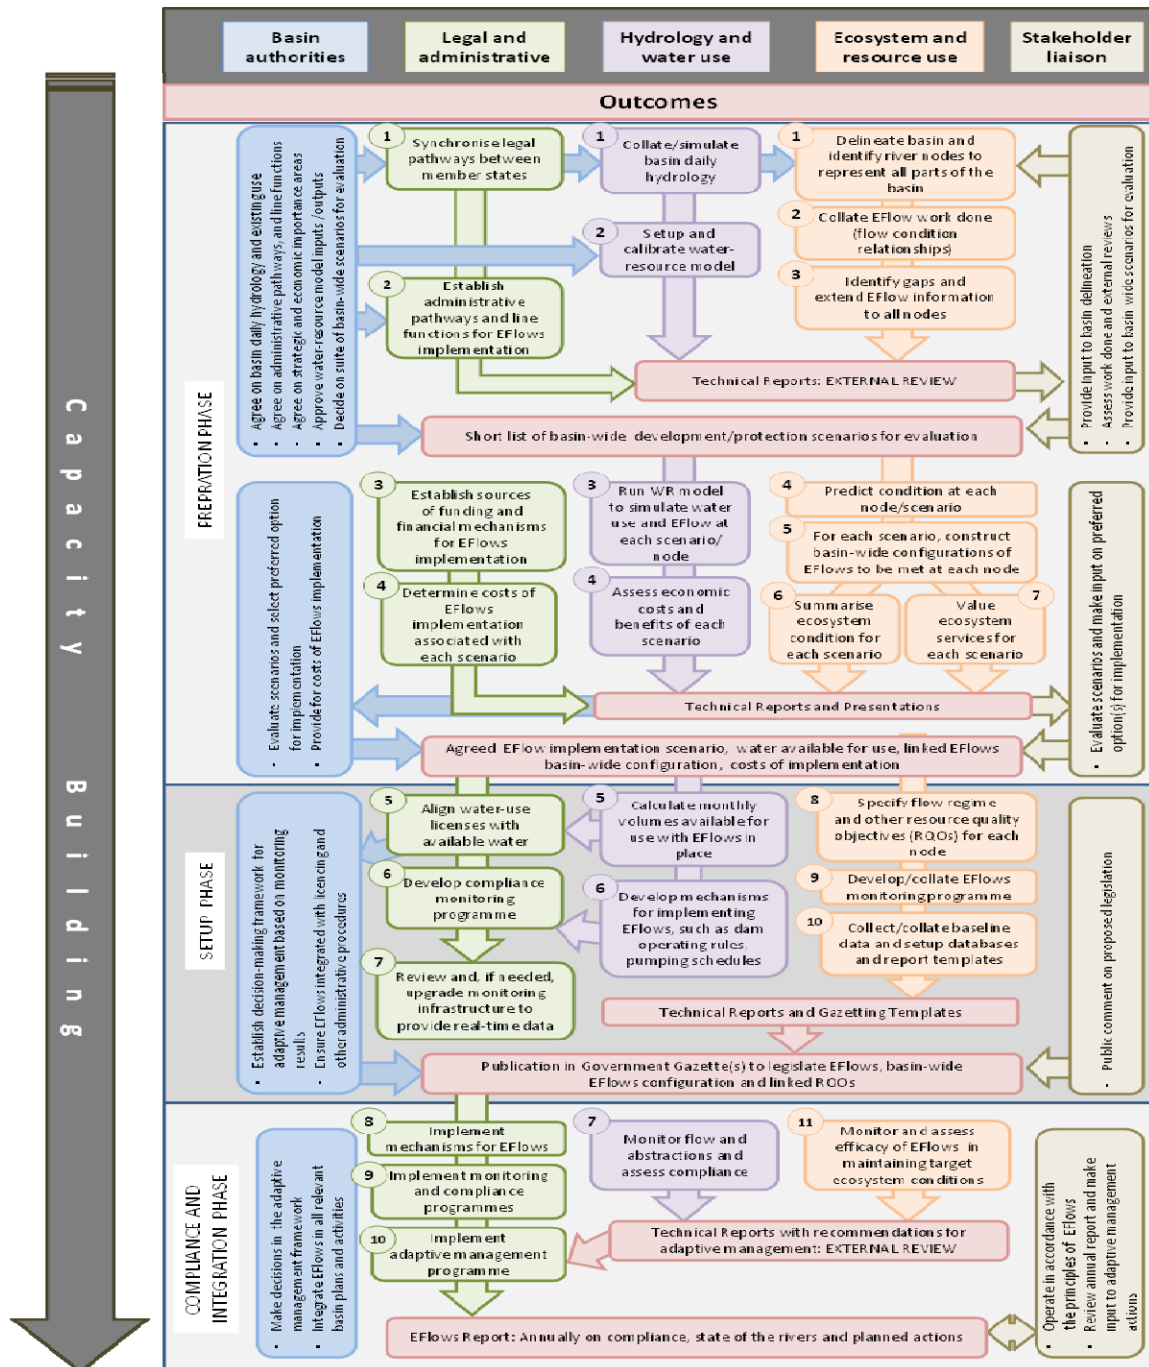 Basin
authorities
Legal and
administrative
Hydrology and
water use
Ecosystem and
resource use
Stakeholder
liaison
Outcomes
Capacity Building
PREPRATION PHASE
▪ Agree on basin daily hydrology and existing use
▪ Agree on administrative pathways, and line functions
▪ Agree on strategic and economic importance areas
▪ Approve water-resource model inputs /outputs
▪ Decide on suite of basin-wide scenarios for evaluation
1
Synchronise legal
pathways between
member states
2
Establish
administrative
pathways and line
functions for EFlows
implementation
1
Collate/simulate
basin daily
hydrology
2
Setup and
calibrate water-
resource model
1
Delineate basin and
identify river nodes to
represent all parts of the
basin
2
Collate EFlow work done
(flow condition
relationships)
3
Identify gaps and
extend EFlow information
to all nodes
▪ Provide input to basin delineation
▪ Assess work done and external reviews
▪ Provide input to basin-wide scenarios for evaluation
Technical Reports: EXTERNAL REVIEW
Short list of basin-wide development/protection scenarios for evaluation
▪ Evaluate scenarios and select preferred option
for implementation
▪ Provide for costs of EFlows implementation
3
Establish sources
of funding and
financial mechanisms
for EFlows
implementation
4
Determine costs of
EFlows
implementation
associated with
each scenario
3
Run WR model
to simulate water
use and EFlow at
each scenario/
node
4
Assess economic
costs and
benefits of each
scenario
4
Predict condition at each
node/scenario
5
For each scenario, construct
basin-wide configurations of
EFlows to be met at each node
6
Summarise
ecosystem
condition for
each scenario
7
Value
ecosystem
services for
each scenario
▪ Evaluate scenarios and make input on preferred
option(s) for implementation
Technical Reports and Presentations
Agreed EFlow implementation scenario, water available for use, linked EFlows
basin-wide configuration, costs of implementation
SETUP PHASE
▪ Establish decision-making framework for
adaptive management based on monitoring
results
▪ Ensure EFlows integrated with licencing and
other administrative procedures
5
Align water-use
licenses with
available water
6
Develop compliance
monitoring
programme
7
Review and, if needed,
upgrade monitoring
infrastructure to
provide real-time data
5
Calculate monthly
volumes available for
use with EFlows in
place
6
Develop mechanisms
for implementing
EFlows, such as dam
operating rules,
pumping schedules
8
Specify flow regime
and other resource quality
objectives (RQOs) for each
node
9
Develop/collate EFlows
monitoring programme
10
Collect/collate baseline
data and setup databases
and report templates
▪ Public comment on proposed legislation
Technical Reports and Gazetting Templates
Publication in Government Gazette(s) to legislate EFlows, basin-wide
EFlows configuration and linked RQOs
COMPLIANCE AND
INTEGRATION PHASE
▪ Make decisions in the adaptive
management framework
▪ Integrate EFlows in all relevant
basin plans and activities
8
Implement
mechanisms for EFlows
9
Implement monitoring
and compliance
programmes
10
Implement
adaptive management
programme
7
Monitor flow and
abstractions and
assess compliance
11
Monitor and assess
efficacy of EFlows in
maintaining target
ecosystem conditions
▪ Operate in accordance with
the principles of EFlows
▪ Review annual report and make
input to adaptive management
actions
Technical Reports with recommendations for
adaptive management: EXTERNAL REVIEW
EFlows Report: Annually on compliance, state of the rivers and planned actions